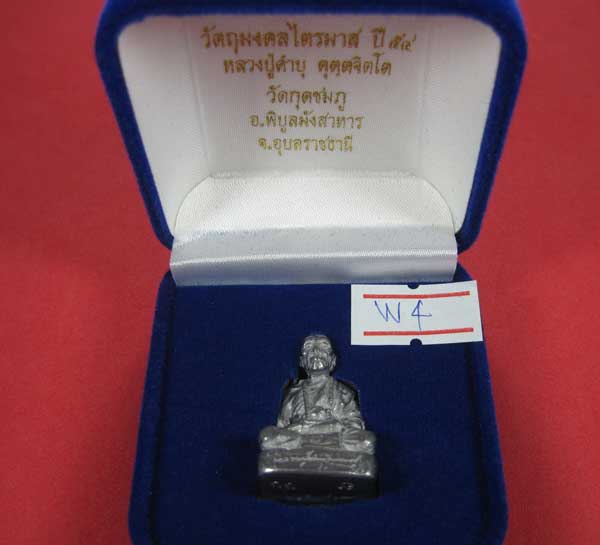 วัตถุมงคลไตรมาส ปี ๕๔
หลวงปู่คำบุ คุตฺตจิตฺโต
วัดกุดชมภู
อ.พิบูลมังสาหาร
จ.อุบลราชธานี
W4